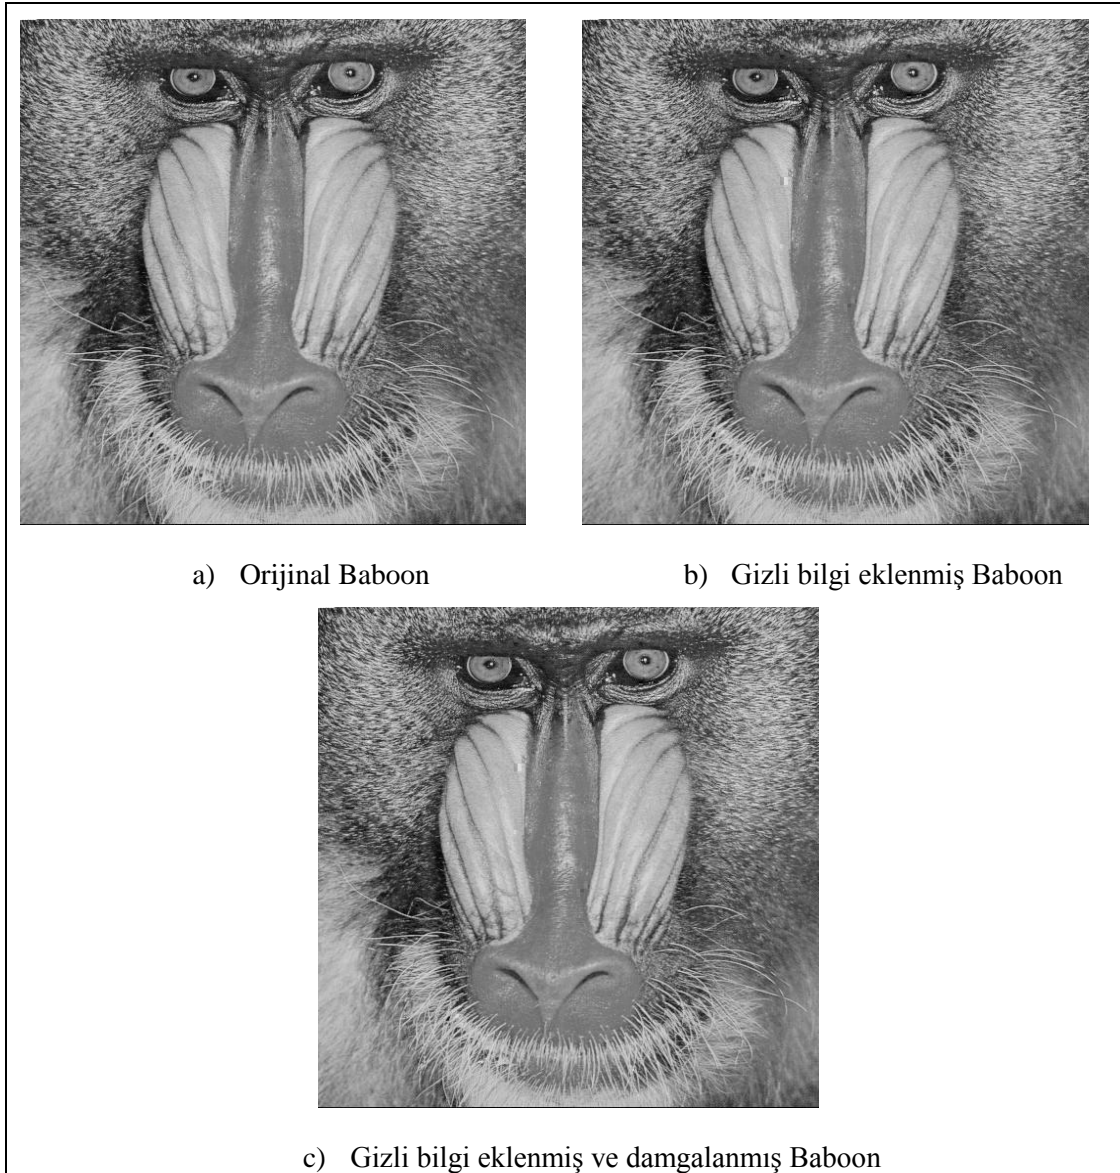 a) Orijinal Baboon
b) Gizli bilgi eklenmiş Baboon
c) Gizli bilgi eklenmiş ve damgalanmış Baboon